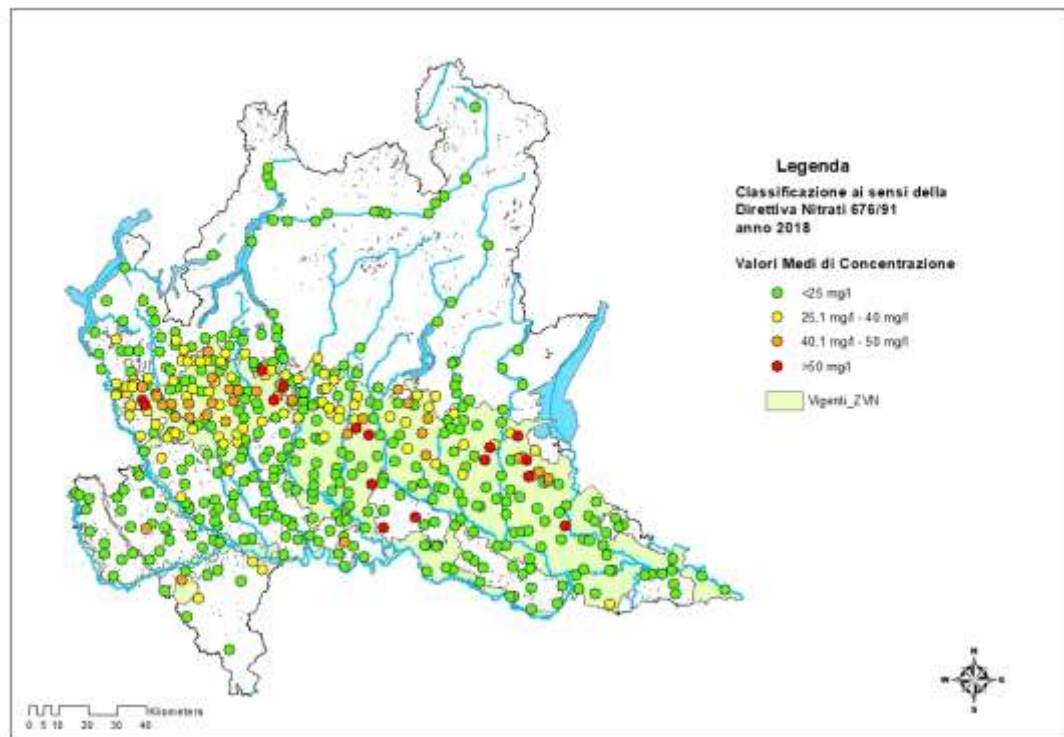 Legenda
Classificazione ai sensi della
Direttiva Nitrati 676/91
anno 2018
Valori Medi di Concentrazione
<25 mg/l
25.1 mg/l - 40 mg/l
40.1 mg/l - 50 mg/l
>50 mg/l
Vigenti_ZVN
N
W
S
Kilometers
0 5 10 20 30 40